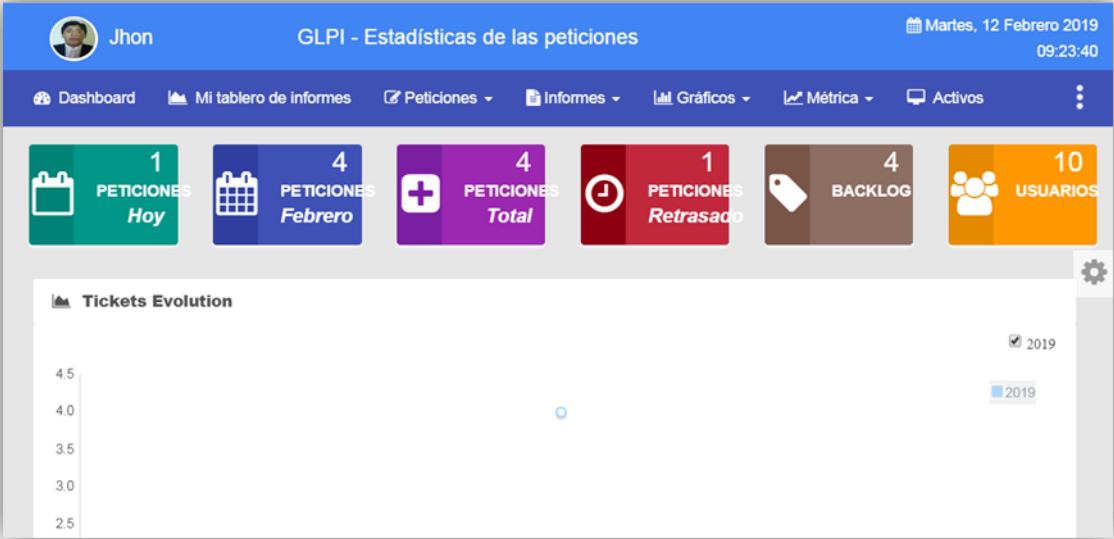 Jhon
GLPI - Estadísticas de las peticiones
Martes, 12 Febrero 2019
09:23:40
Dashboard
Mi tablero de informes
Peticiones
Informes
Gráficos
Métrica
Activos
1
PETICIONES
Hoy
4
PETICIONES
Febrero
4
PETICIONES
Total
1
PETICIONES
Retrasado
4
BACKLOG
10
USUARIOS
Tickets Evolution
2019
2019
4.5
4.0
3.5
3.0
2.5